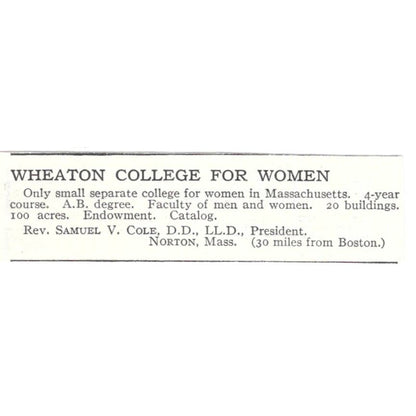 WHEATON COLLEGE FOR WOMEN
Only small separate college for women in Massachusetts. 4-year
course. A.B. degree. Faculty of men and women. 20 buildings.
100 acres. Endowment. Catalog.
Rev. SAMUEL V. COLE, D.D., LL.D., President.
NORTON, Mass. (30 miles from Boston.)